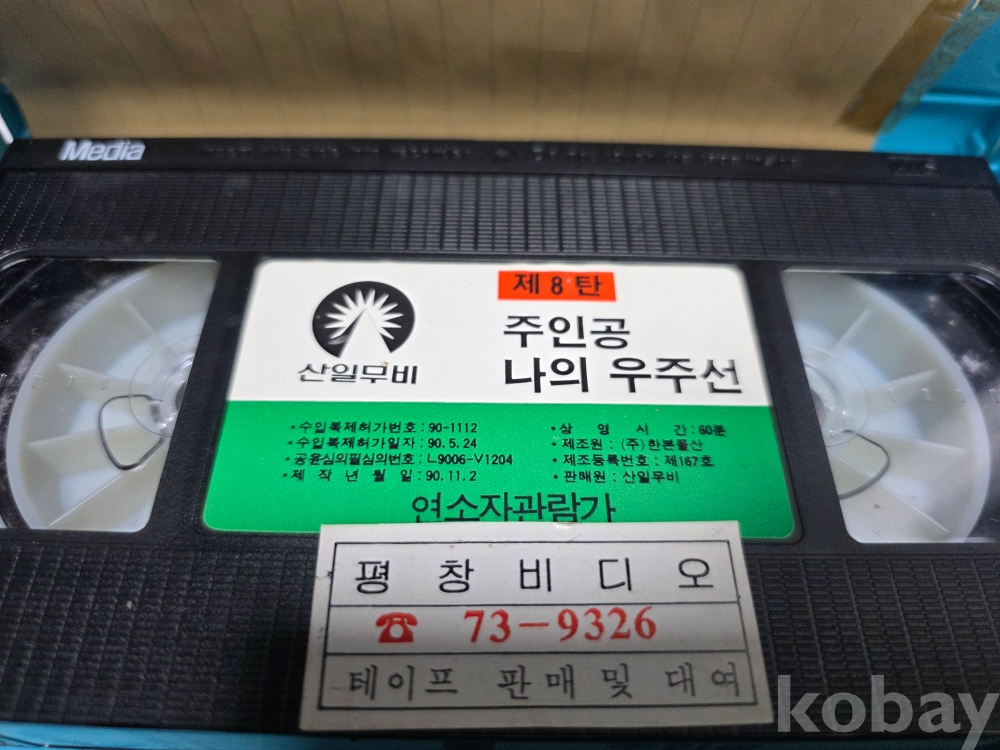 Media
제8탄
주인공
나의 우주선
산일무비
• 수입복제허가번호 : 90-1112
• 수입복제허가일자 : 90.5.24
• 공윤심의필심의번호 : L9006-V1204
• 제 작 년 월 일 : 90.11.2
• 상 영 시 간 : 60분
• 제조원 : (주)한본물산
• 제조등록번호 : 제167호
• 판매원 : 산일무비
연소자관람가
평 창 비 디 오
☎ 73-9326
테이프 판매 및 대여
kobay